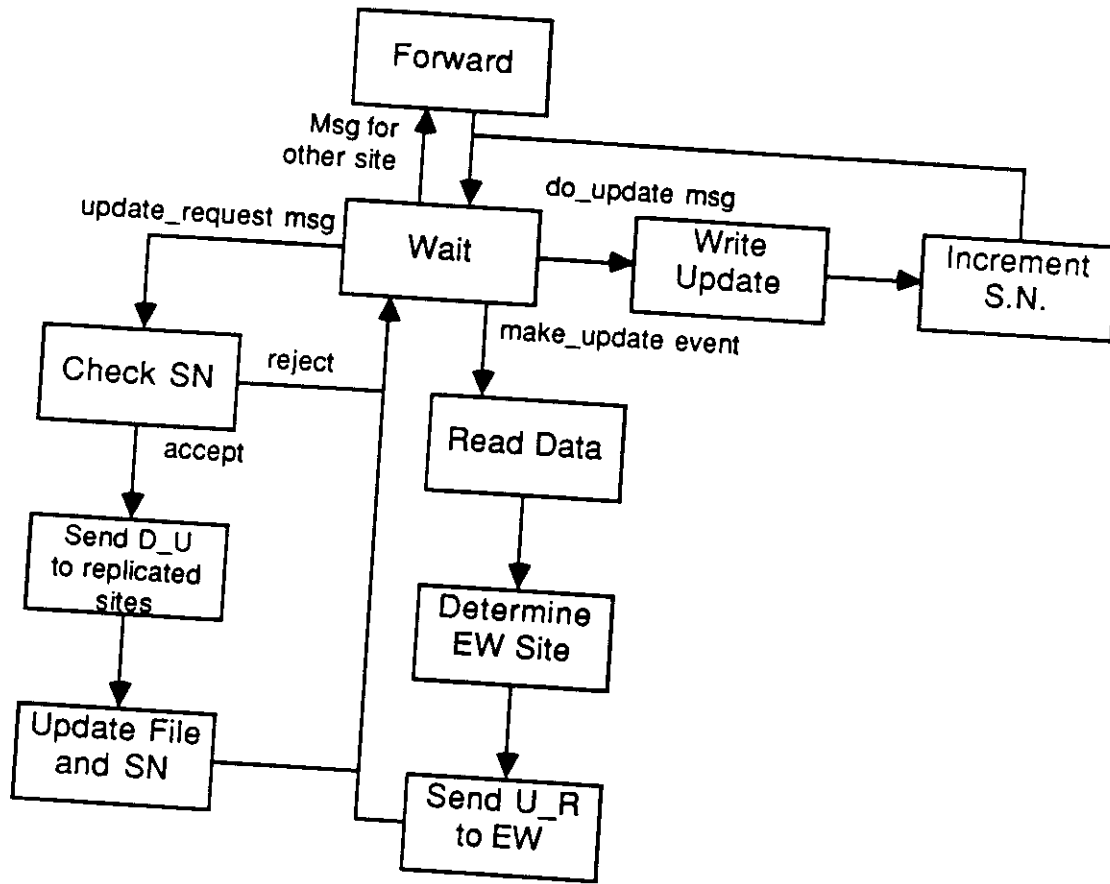 Forward
Msg for
other site
do_update msg
update_request msg
Wait
Write
Update
Increment
S.N.
make_update event
Check SN
reject
accept
Read Data
Send D_U
to replicated
sites
Determine
EW Site
Update File
and SN
Send U_R
to EW